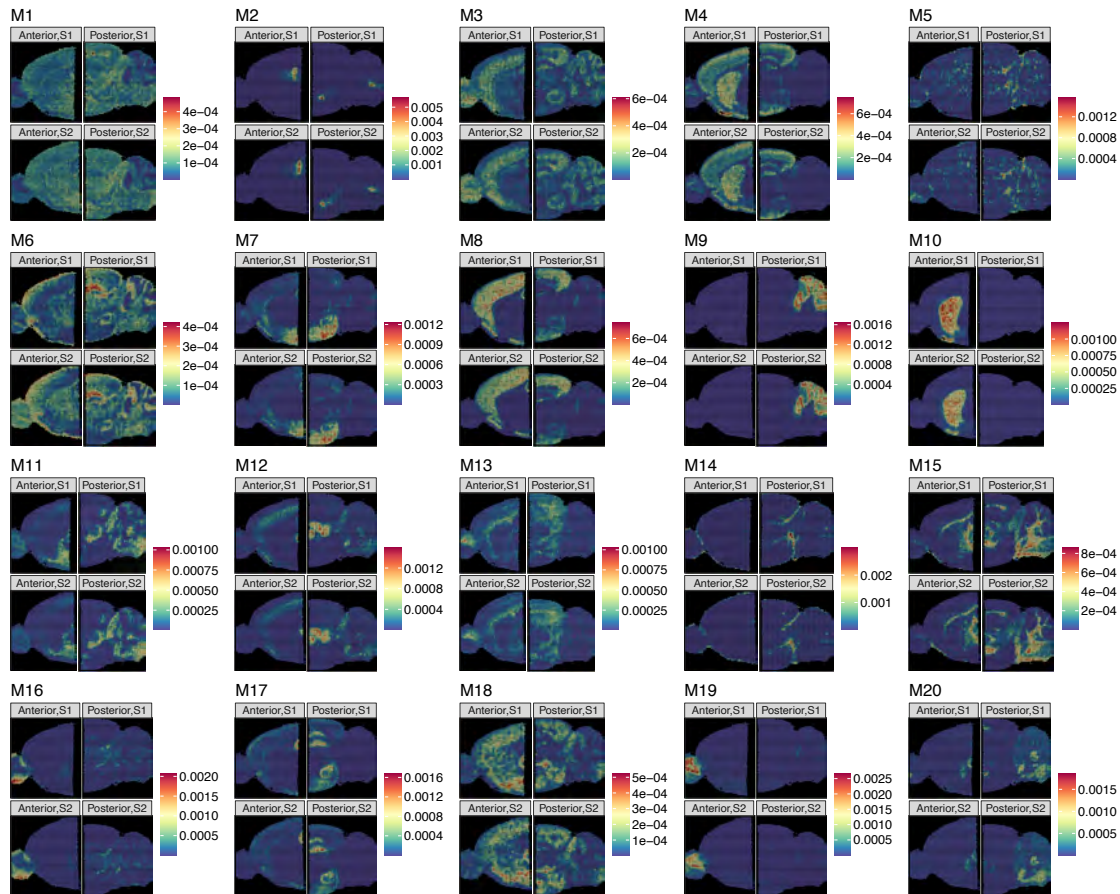 M1 M2 M3 M4 M5
Anterior,S1 Posterior,S1 Anterior,S1 Posterior,S1 Anterior,S1 Posterior,S1 Anterior,S1 Posterior,S1 Anterior,S1 Posterior,S1
4e−04 3e−04 2e−04 1e−04
0.005 0.004 0.003 0.002 0.001
6e−04 4e−04 2e−04
6e−04 4e−04 2e−04
0.0012 0.0008 0.0004
Anterior,S2 Posterior,S2 Anterior,S2 Posterior,S2 Anterior,S2 Posterior,S2 Anterior,S2 Posterior,S2 Anterior,S2 Posterior,S2
M6 M7 M8 M9 M10
Anterior,S1 Posterior,S1 Anterior,S1 Posterior,S1 Anterior,S1 Posterior,S1 Anterior,S1 Posterior,S1 Anterior,S1 Posterior,S1
4e−04 3e−04 2e−04 1e−04
0.0012 0.0009 0.0006 0.0003
6e−04 4e−04 2e−04
0.0016 0.0012 0.0008 0.0004
0.00100 0.00075 0.00050 0.00025
Anterior,S2 Posterior,S2 Anterior,S2 Posterior,S2 Anterior,S2 Posterior,S2 Anterior,S2 Posterior,S2 Anterior,S2 Posterior,S2
M11 M12 M13 M14 M15
Anterior,S1 Posterior,S1 Anterior,S1 Posterior,S1 Anterior,S1 Posterior,S1 Anterior,S1 Posterior,S1 Anterior,S1 Posterior,S1
0.00100 0.00075 0.00050 0.00025
0.0012 0.0008 0.0004
0.00100 0.00075 0.00050 0.00025
0.002 0.001
8e−04 6e−04 4e−04 2e−04
Anterior,S2 Posterior,S2 Anterior,S2 Posterior,S2 Anterior,S2 Posterior,S2 Anterior,S2 Posterior,S2 Anterior,S2 Posterior,S2
M16 M17 M18 M19 M20
Anterior,S1 Posterior,S1 Anterior,S1 Posterior,S1 Anterior,S1 Posterior,S1 Anterior,S1 Posterior,S1 Anterior,S1 Posterior,S1
0.0020 0.0015 0.0010 0.0005
0.0016 0.0012 0.0008 0.0004
5e−04 4e−04 3e−04 2e−04 1e−04
0.0025 0.0020 0.0015 0.0010 0.0005
0.0015 0.0010 0.0005
Anterior,S2 Posterior,S2 Anterior,S2 Posterior,S2 Anterior,S2 Posterior,S2 Anterior,S2 Posterior,S2 Anterior,S2 Posterior,S2